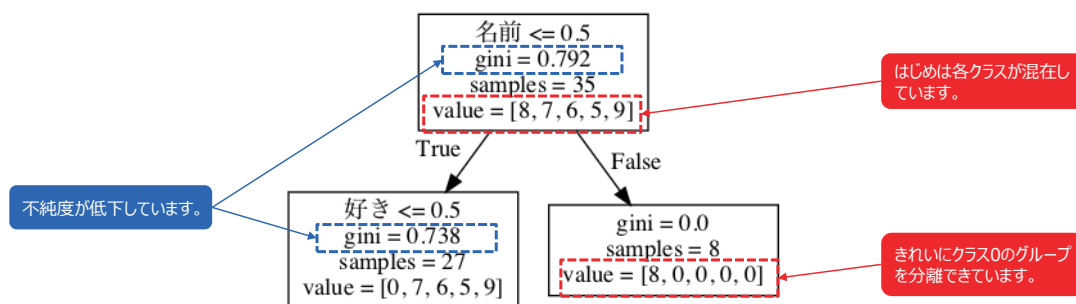 名前 <= 0.5
gini = 0.792
samples = 35
value = [8, 7, 6, 5, 9]
はじめは各クラスが混在し
ています。
True
False
不純度が低下しています。
好き <= 0.5
gini = 0.738
samples = 27
value = [0, 7, 6, 5, 9]
gini = 0.0
samples = 8
value = [8, 0, 0, 0, 0]
きれいにクラス0のグループ
を分離できています。